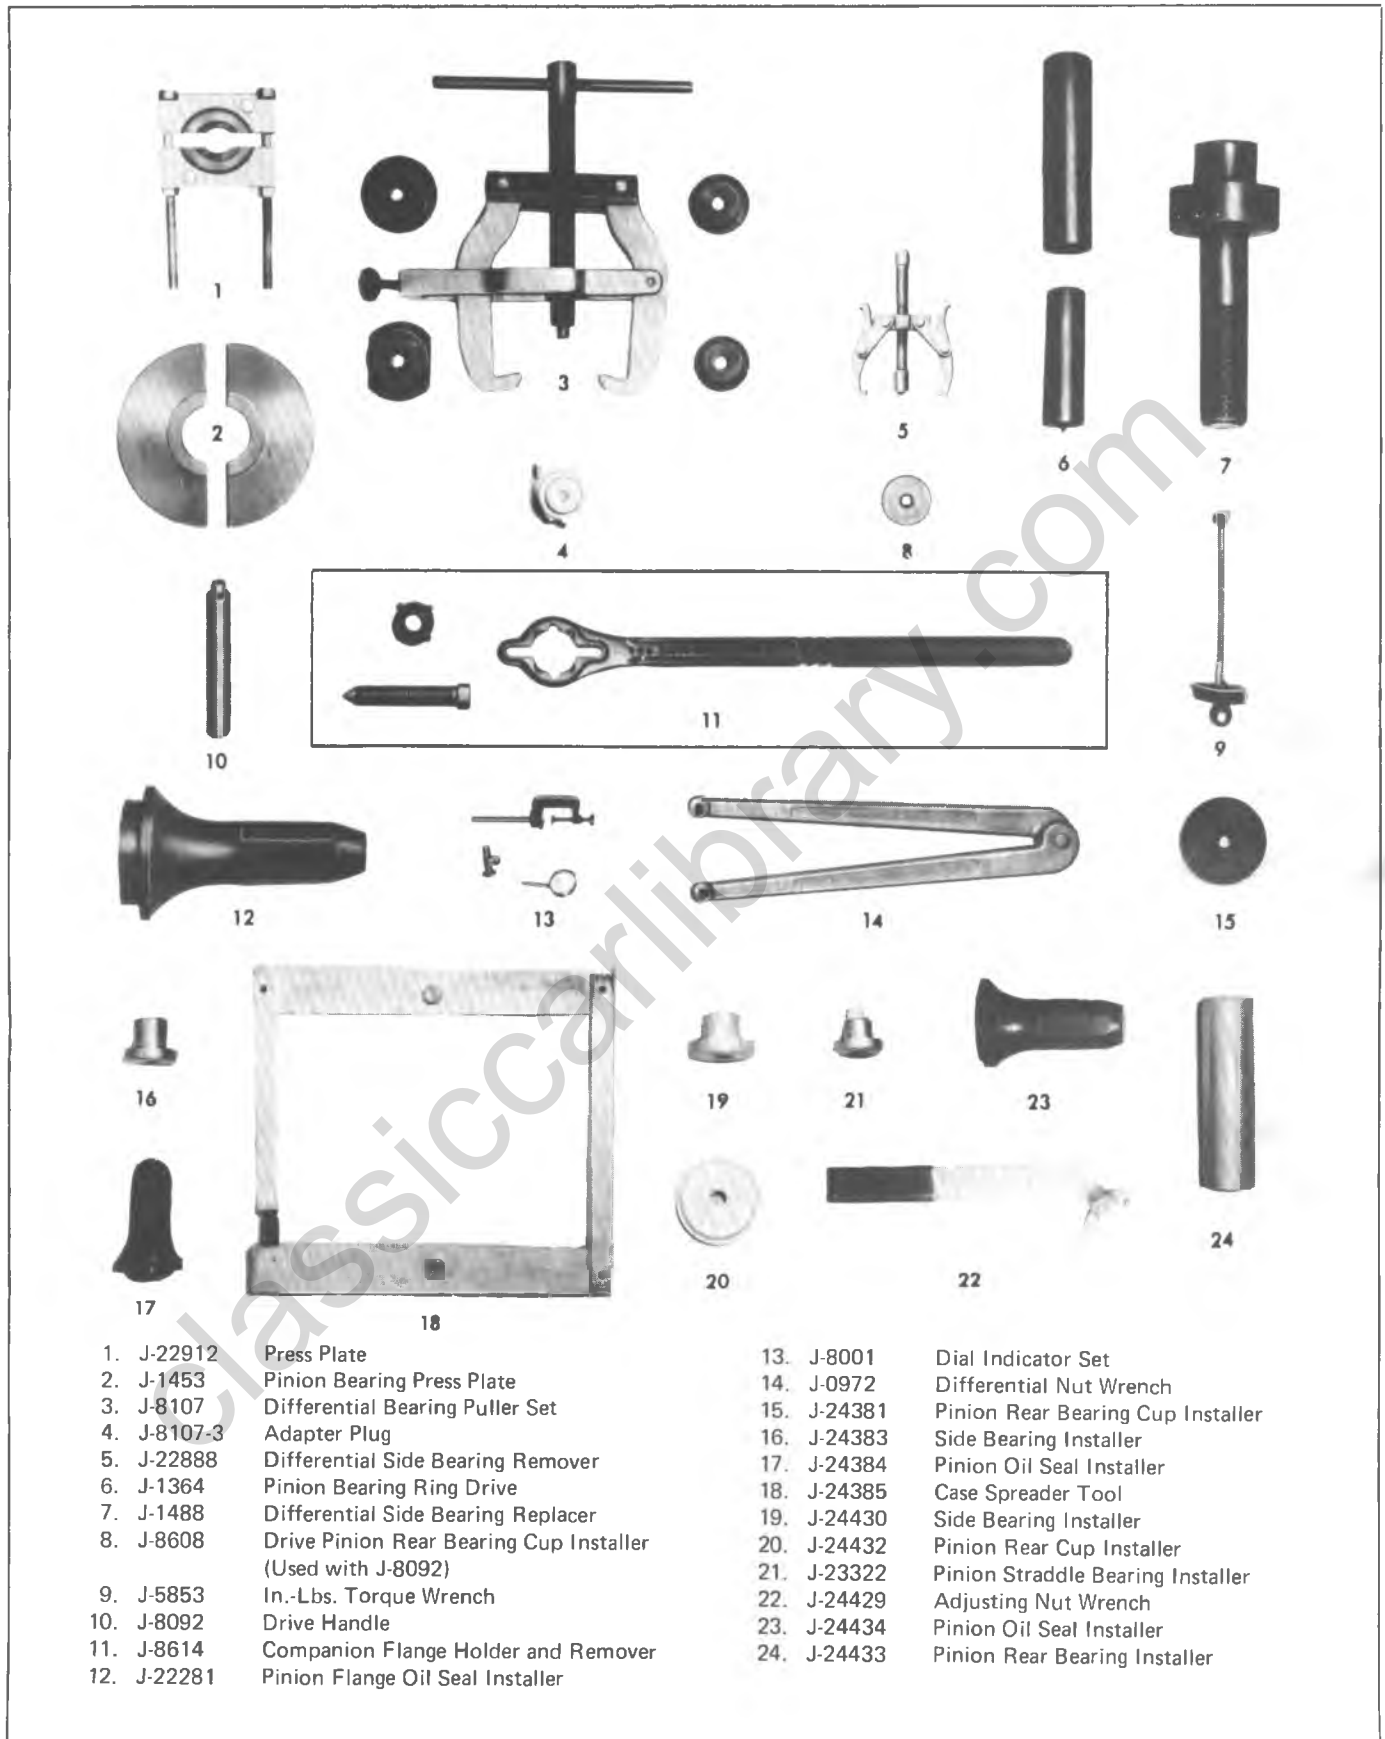 1
2
3
4
5
6
7
8
9
10
11
12
13
14
15
16
17
18
19
20
21
22
23
24
1. J-22912 Press Plate
2. J-1453 Pinion Bearing Press Plate
3. J-8107 Differential Bearing Puller Set
4. J-8107-3 Adapter Plug
5. J-22888 Differential Side Bearing Remover
6. J-1364 Pinion Bearing Ring Drive
7. J-1488 Differential Side Bearing Replacer
8. J-8608 Drive Pinion Rear Bearing Cup Installer
(Used with J-8092)
9. J-5853 In.-Lbs. Torque Wrench
10. J-8092 Drive Handle
11. J-8614 Companion Flange Holder and Remover
12. J-22281 Pinion Flange Oil Seal Installer
13. J-8001 Dial Indicator Set
14. J-0972 Differential Nut Wrench
15. J-24381 Pinion Rear Bearing Cup Installer
16. J-24383 Side Bearing Installer
17. J-24384 Pinion Oil Seal Installer
18. J-24385 Case Spreader Tool
19. J-24430 Side Bearing Installer
20. J-24432 Pinion Rear Cup Installer
21. J-23322 Pinion Straddle Bearing Installer
22. J-24429 Adjusting Nut Wrench
23. J-24434 Pinion Oil Seal Installer
24. J-24433 Pinion Rear Bearing Installer
classiccarlibrary.com